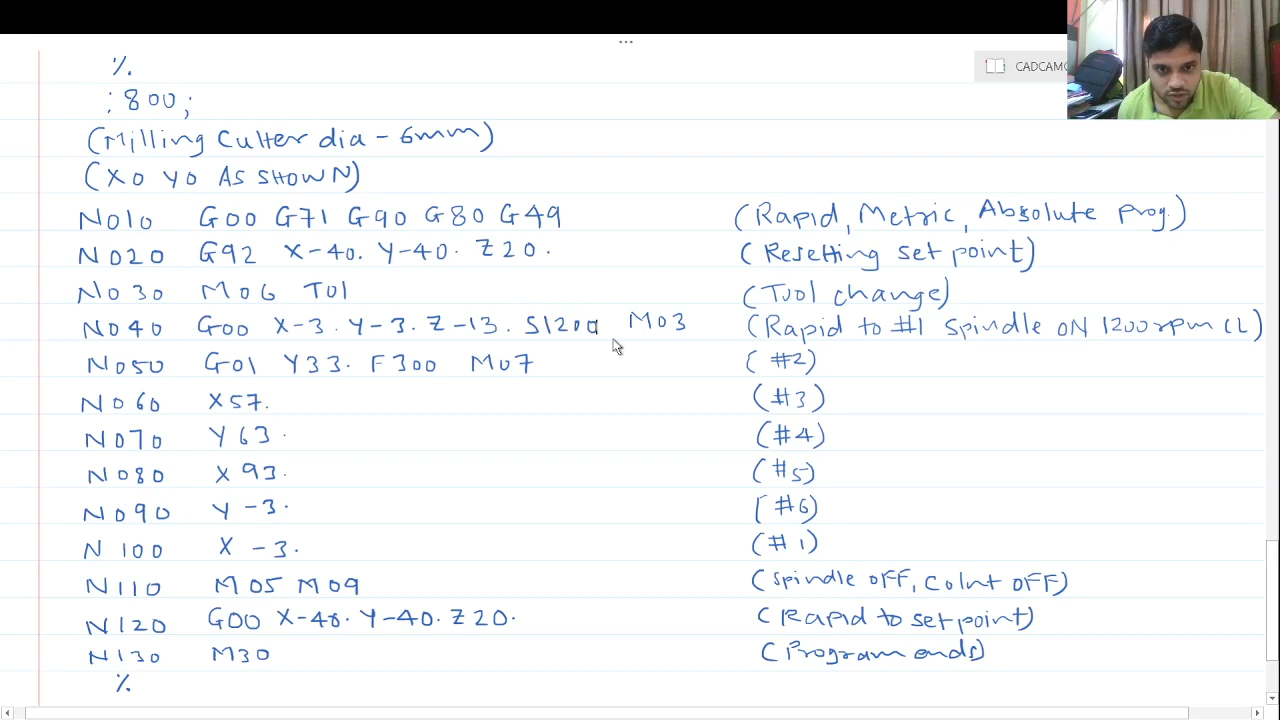 ...
CADCAM
%
:800;
(Milling Cutter dia - 6mm)
(X0 Y0 AS SHOWN)
N010 G00 G71 G90 G80 G49 (Rapid, Metric, Absolute prog.)
N020 G92 X-40. Y-40. Z20. (Resetting set point)
N030 M06 T01 (Tool change)
N040 G00 X-3. Y-3. Z-13. S1200 M03 (Rapid to #1 spindle ON 1200rpm CL)
N050 G01 Y33. F300 M07 (#2)
N060 X57. (#3)
N070 Y63. (#4)
N080 X93. (#5)
N090 Y-3. (#6)
N100 X-3. (#1)
N110 M05 M09 (Spindle OFF, Colnt OFF)
N120 G00 X-40. Y-40. Z20. (Rapid to set point)
N130 M30 (Program ends)
%